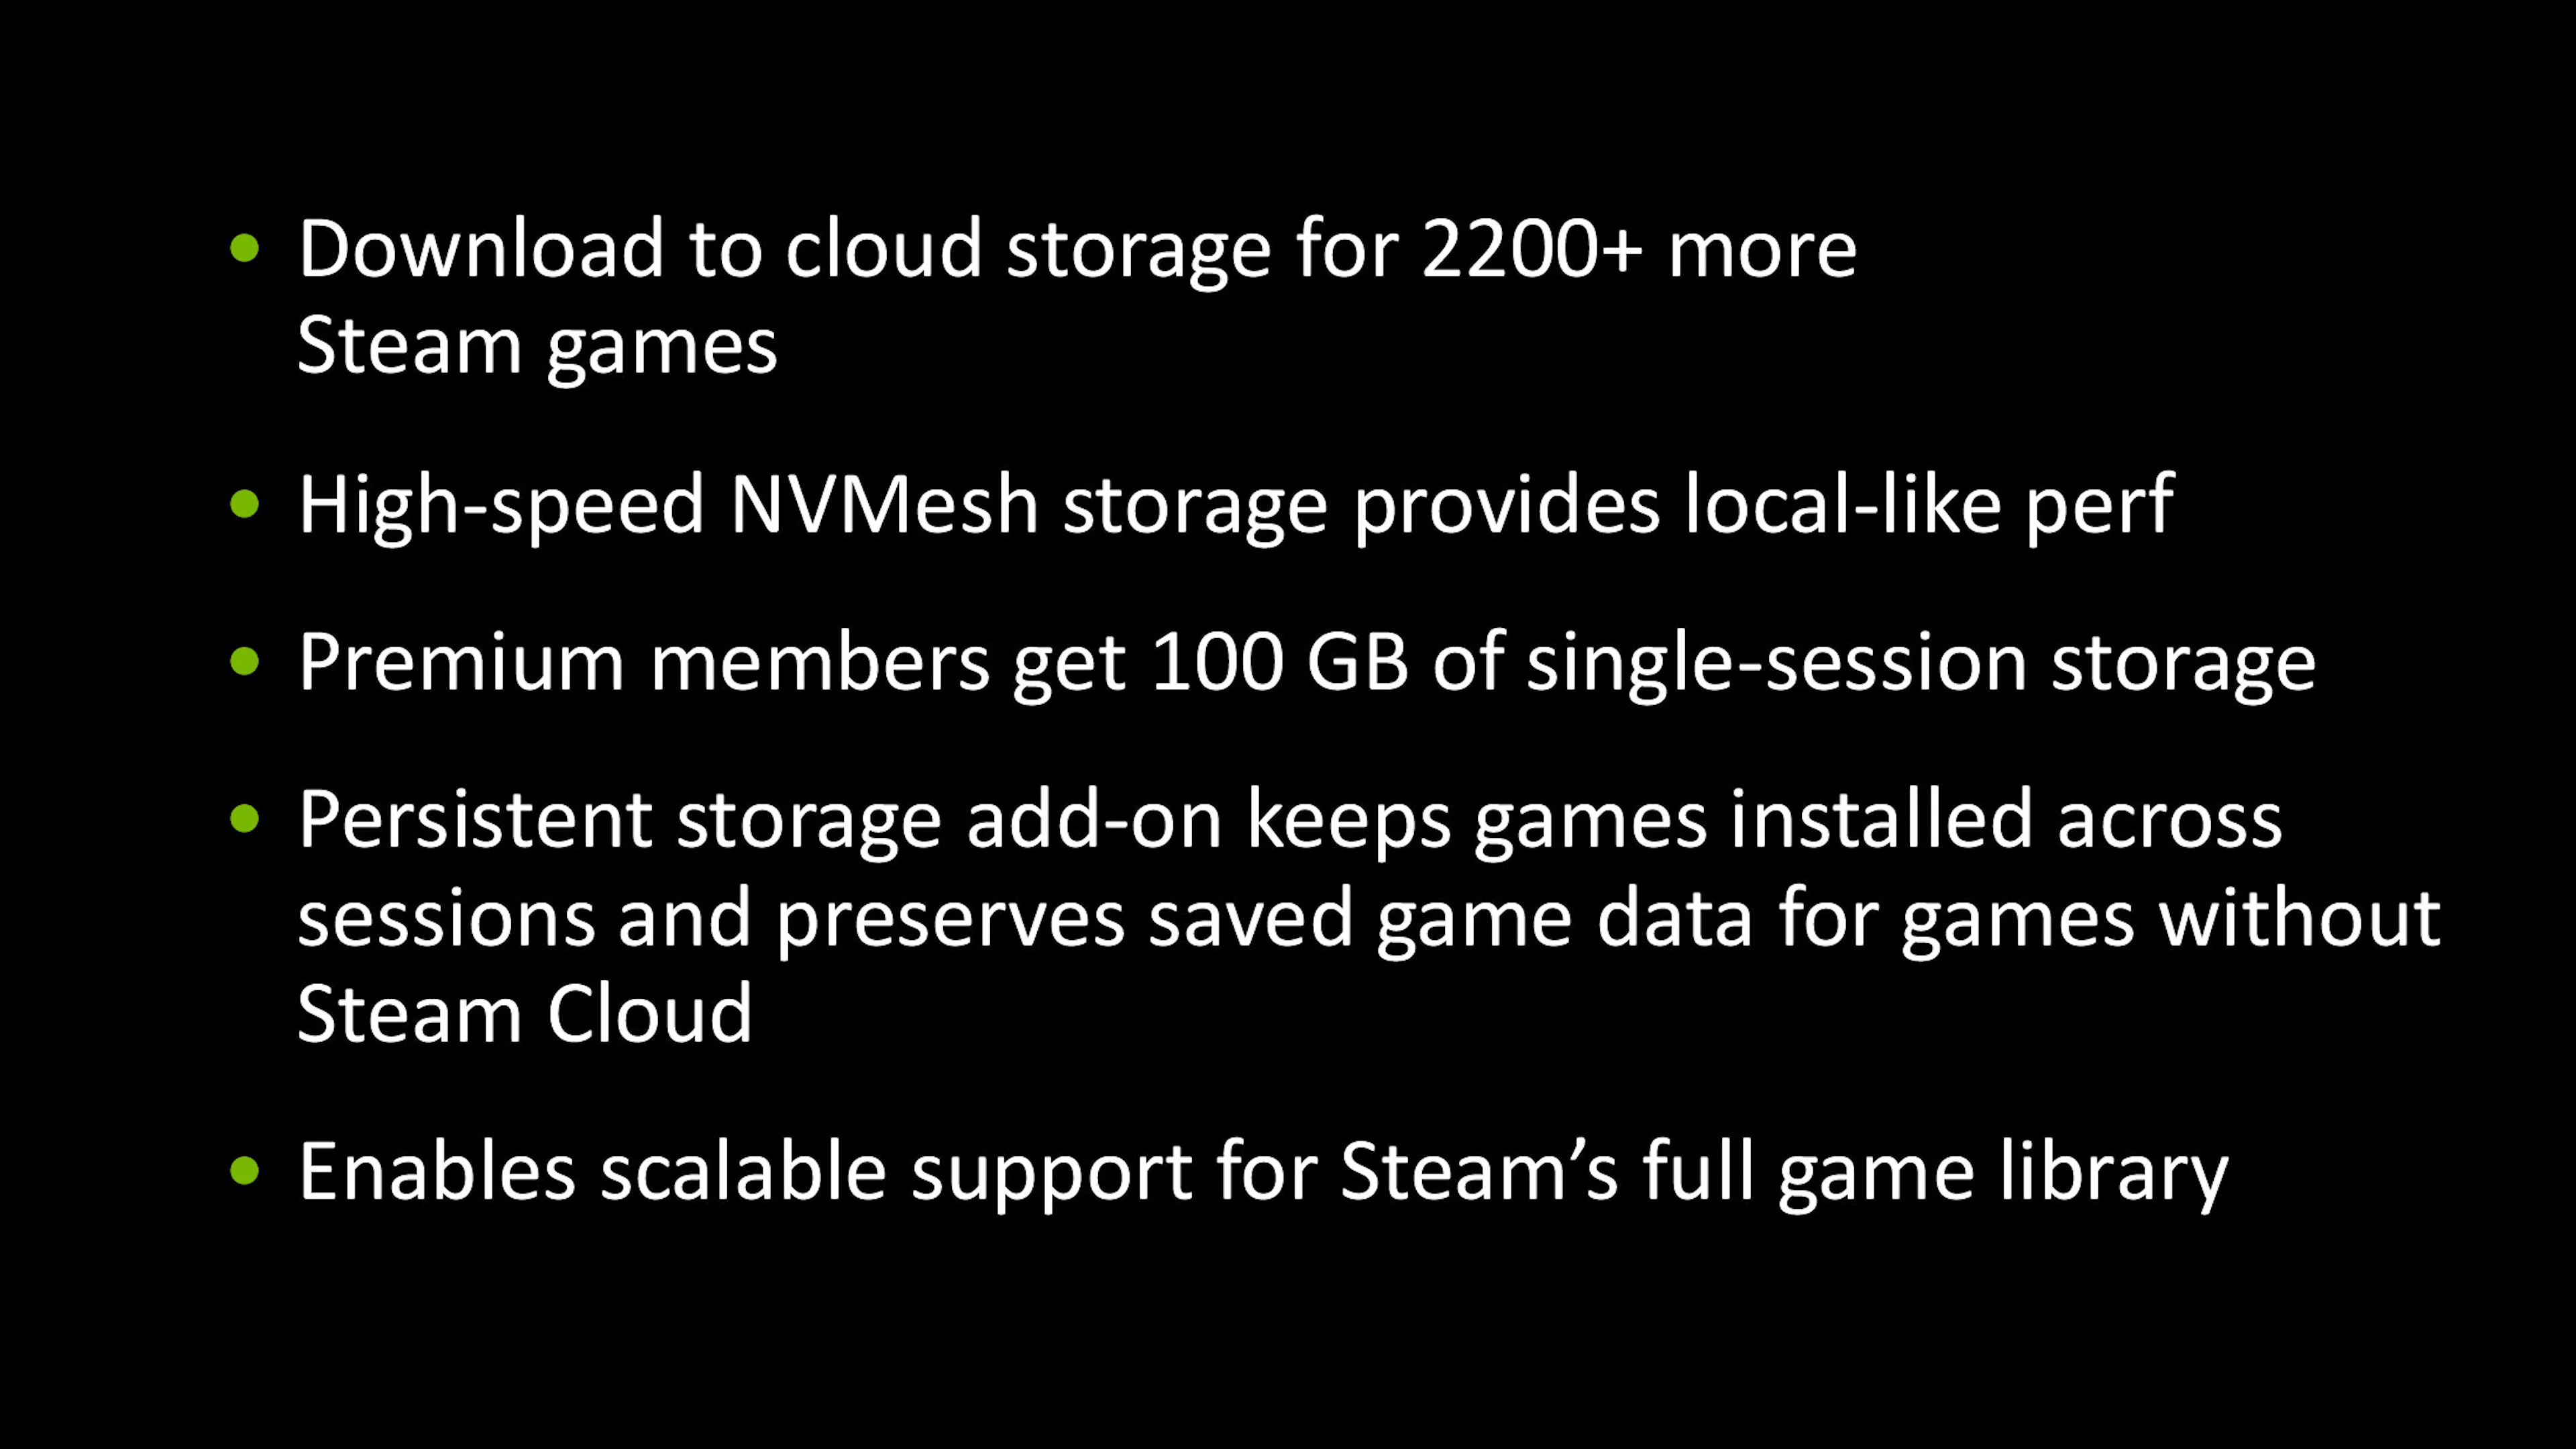 • Download to cloud storage for 2200+ more
Steam games
• High-speed NVMesh storage provides local-like perf
• Premium members get 100 GB of single-session storage
• Persistent storage add-on keeps games installed across
sessions and preserves saved game data for games without
Steam Cloud
• Enables scalable support for Steam’s full game library